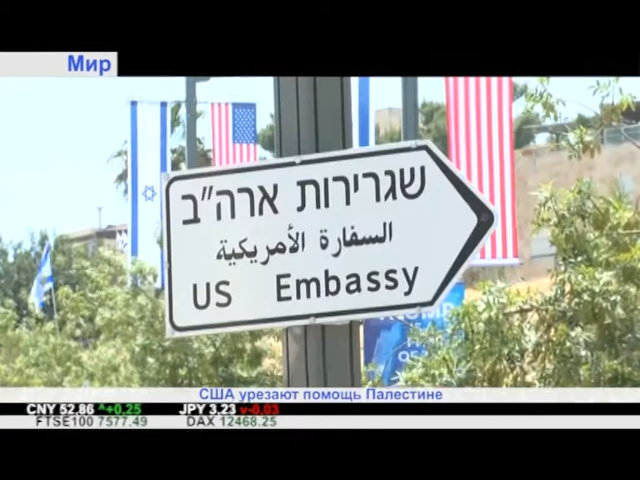 Мир
שגרירות ארה"ב
السفارة الأمريكية
US Embassy
США урезают помощь Палестине
CNY 52.86 +0,25 JPY 3.23 -0.03
FTSE100 7577.49 DAX 12468.25